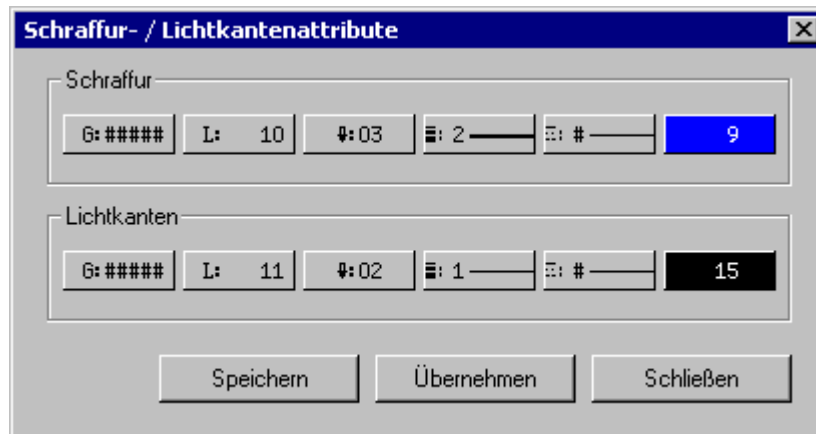 Schraffur- / Lichtkantenattribute
Schraffur
G:##### L: 10 :03 : 2 : # 9
Lichtkanten
G:##### L: 11 :02 : 1 : # 15
Speichern Übernehmen Schließen